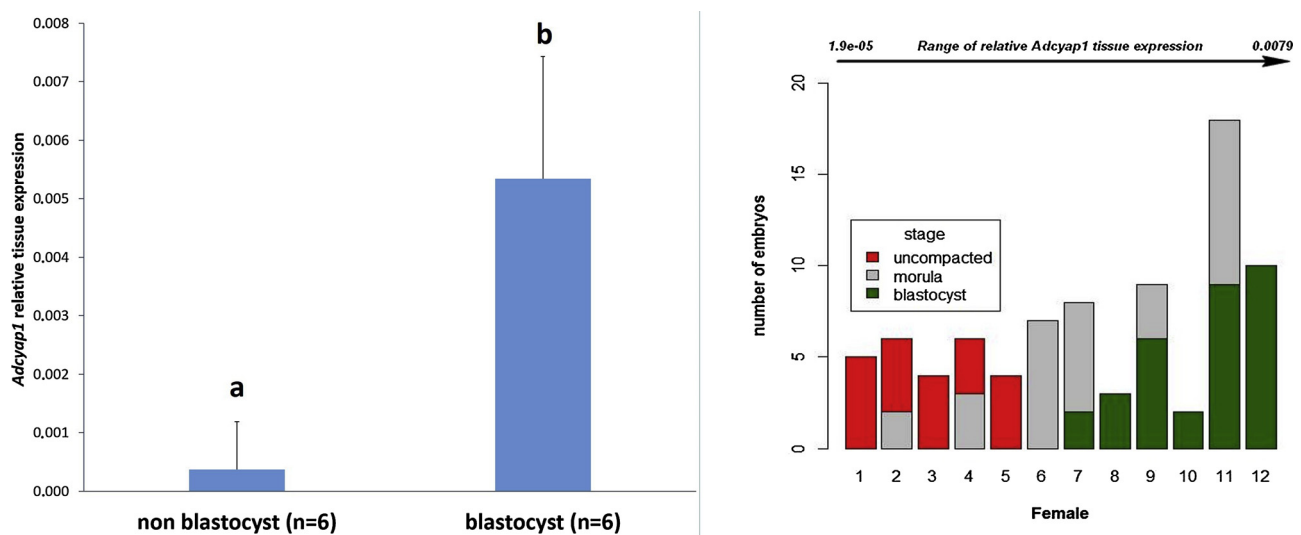 0.008
0.007
0.006
0.005
0.004
0.003
0.002
0.001
0.000
Adcyap1 relative tissue expression
a
b
non blastocyst (n=6)
blastocyst (n=6)
1.9e-05 Range of relative Adcyap1 tissue expression 0.0079
20
15
10
5
0
number of embryos
stage
uncompacted
morula
blastocyst
1 2 3 4 5 6 7 8 9 10 11 12
Female